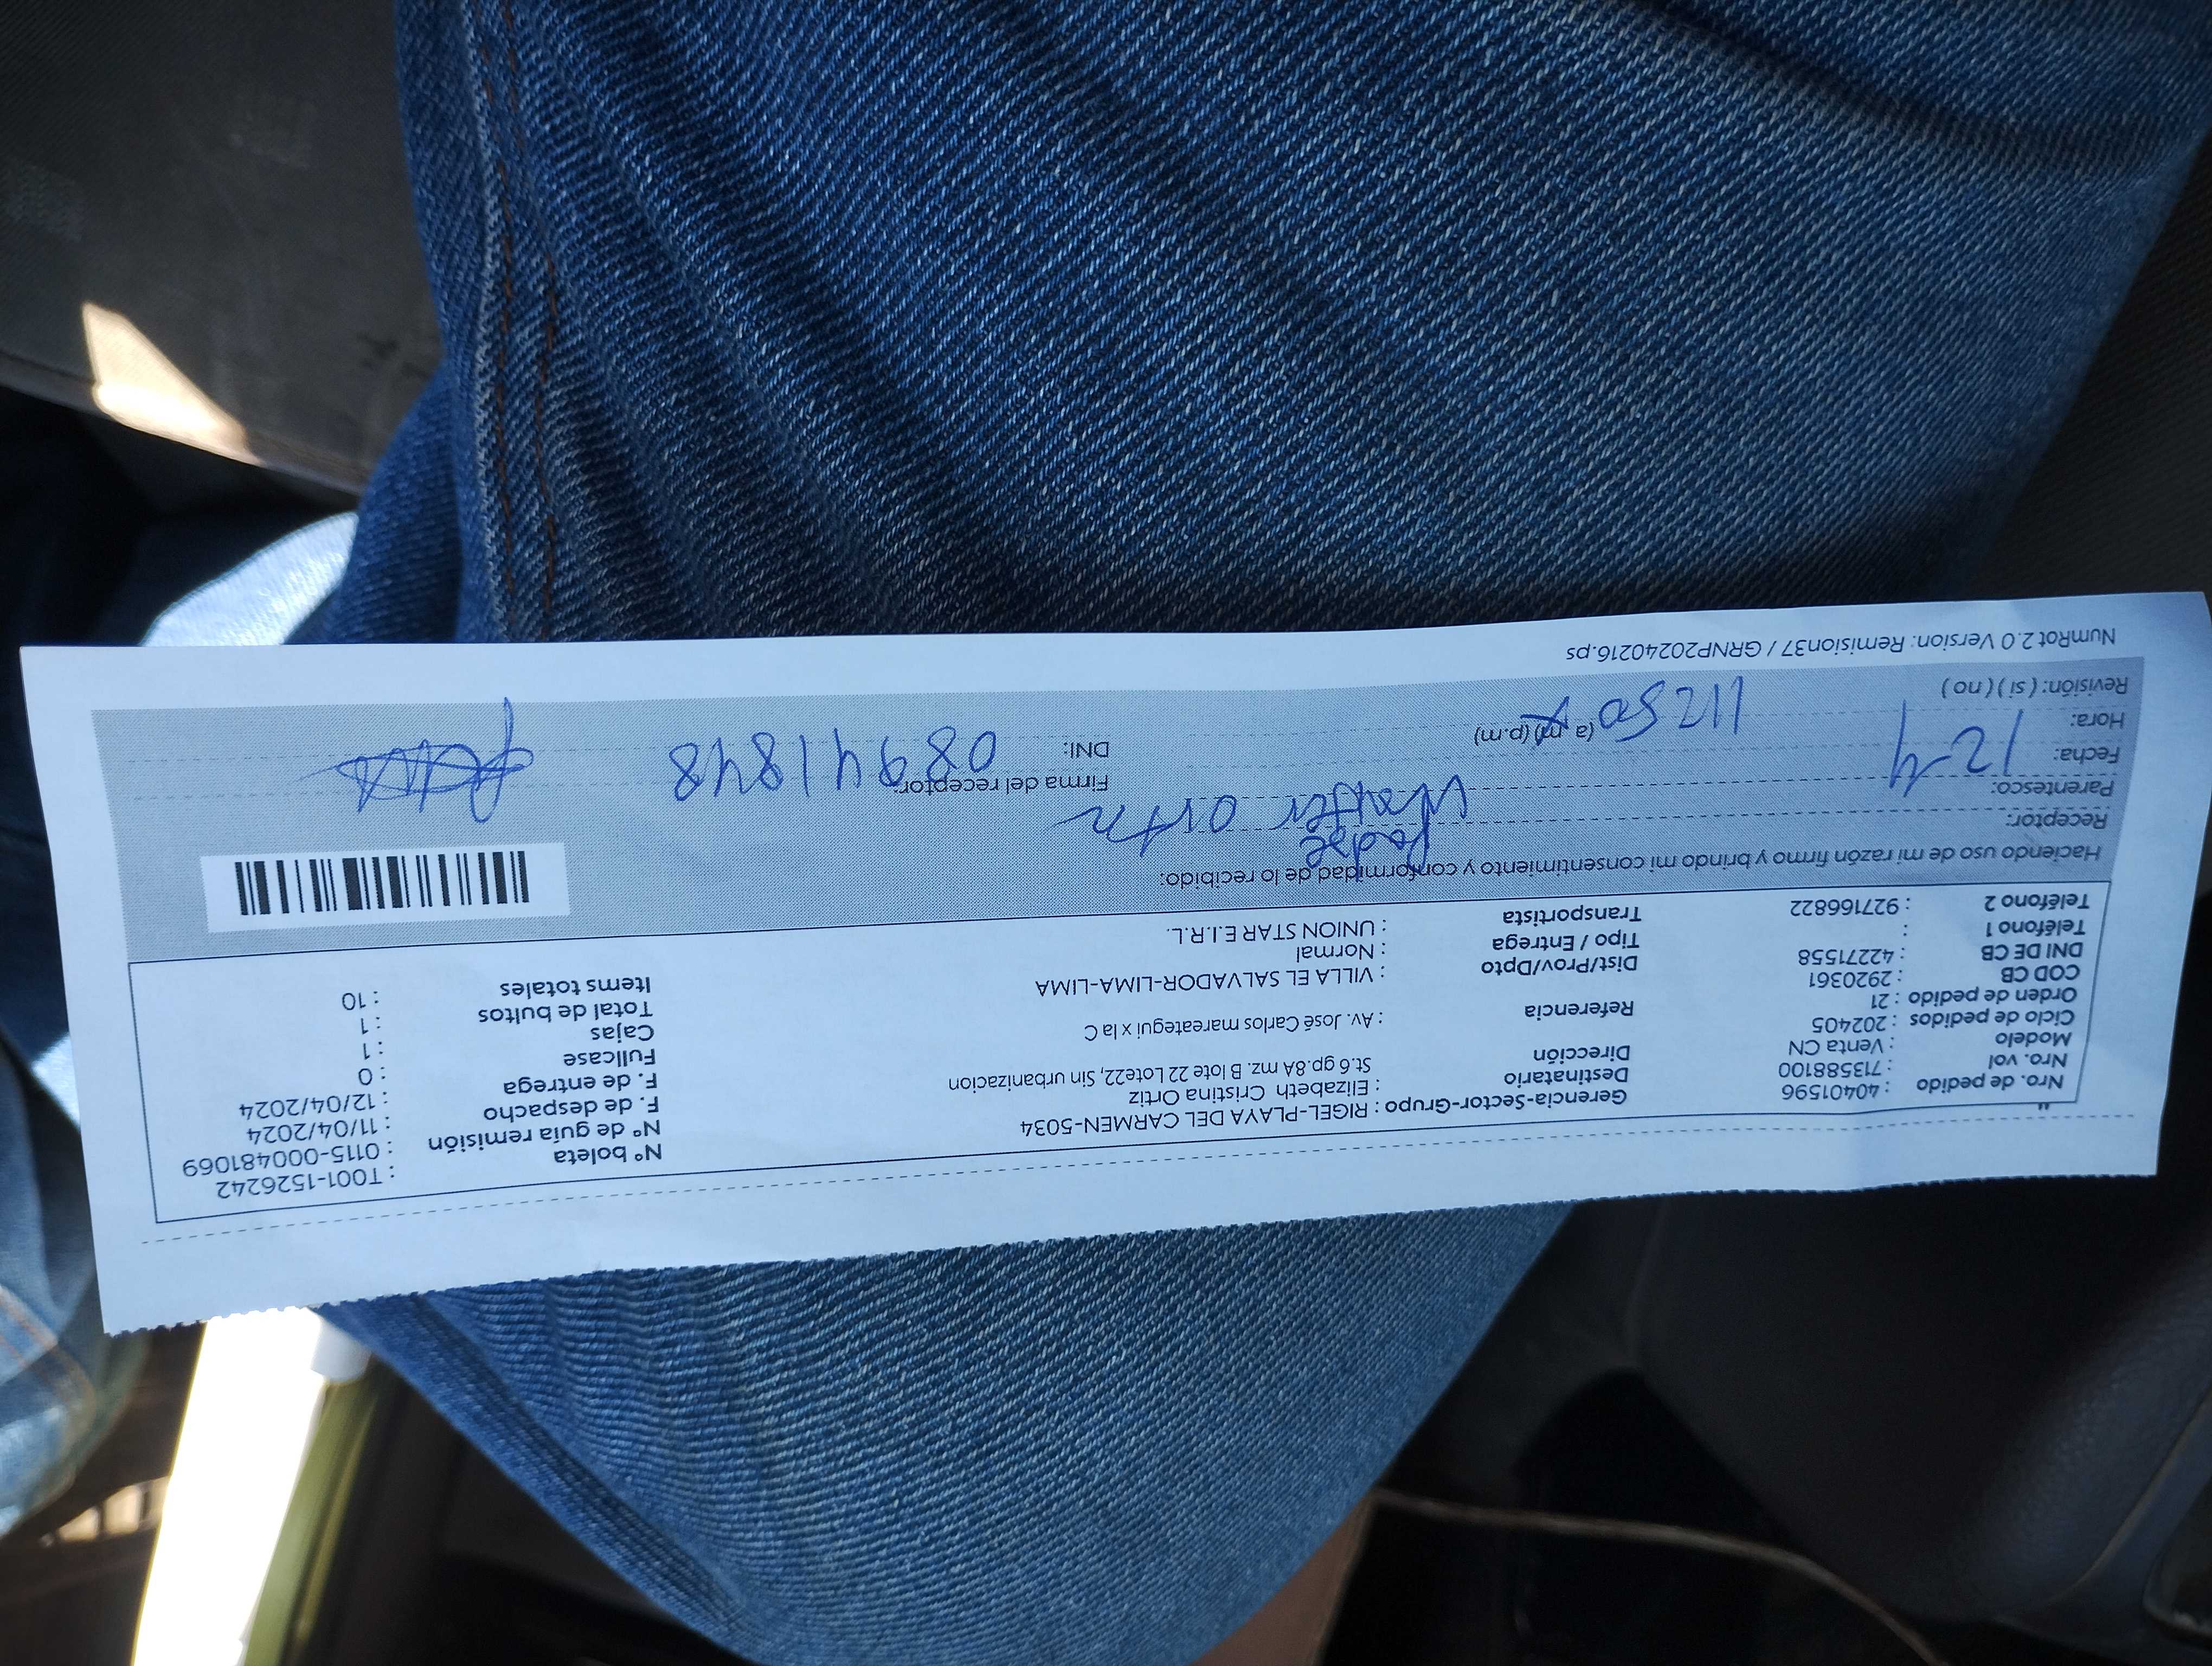 Nro. de pedido : 40401596
Nro. vol : 713588100
Modelo : Venta CN
Ciclo de pedidos : 202405
Orden de pedido : 21
COD CB : 2920361
DNI DE CB : 42271558
Teléfono 1 :
Teléfono 2 : 927166822
Gerencia-Sector-Grupo : RIGEL-PLAYA DEL CARMEN-5034
Destinatario : Elizabeth Cristina Ortiz
Dirección St.6 gp.8A mz. B lote 22 Lote22, Sin urbanizacion
Referencia : Av. José Carlos mareategui x la C
Dist/Prov/Dpto : VILLA EL SALVADOR-LIMA-LIMA
Tipo / Entrega : Normal
Transportista : UNION STAR E.I.R.L.
N° boleta : T001-1526242
N° de guía remisión : 0115-000481069
F. de despacho : 11/04/2024
F. de entrega : 12/04/2024
Fullcase : 0
Cajas : 1
Total de bultos : 1
Items totales : 10
Haciendo uso de mi razón firmo y brindo mi consentimiento y conformidad de lo recibido:
Receptor: Padre
Parentesco: Walter
Fecha: 12-4
Hora: 11250 (a.m) (p.m)
Revisión: ( si ) ( no )
Firma del receptor:
DNI: 08941848
NumRot 2.0 Version: Remision37 / GRNP20240216.ps